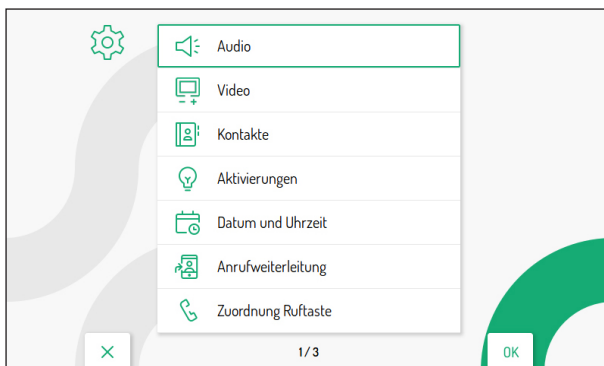 Audio
Video
Kontakte
Aktivierungen
Datum und Uhrzeit
Anrufweiterleitung
Zuordnung Ruftaste
1/3
OK